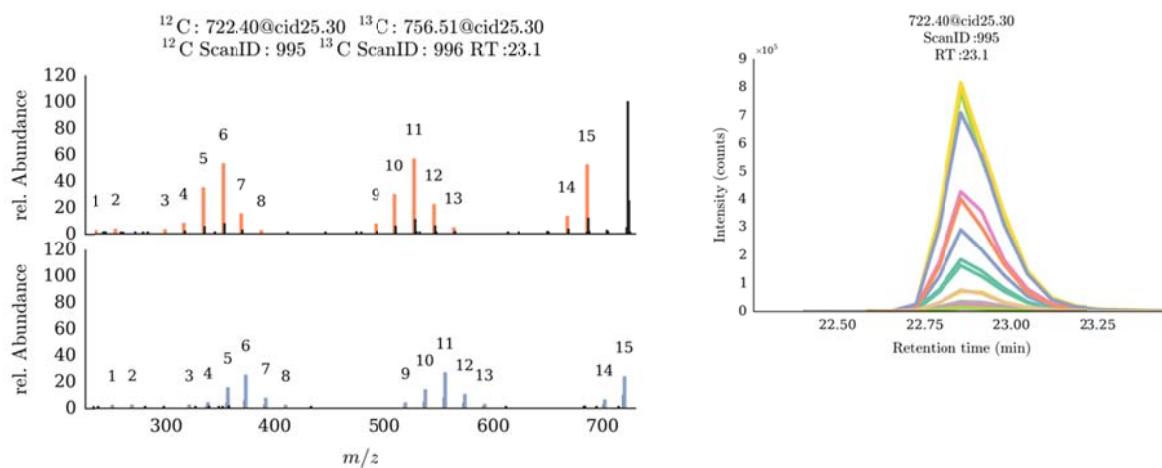 ¹²C : 722.40@cid25.30 ¹³C : 756.51@cid25.30
¹²C ScanID : 995 ¹³C ScanID : 996 RT :23.1
120
100
80
60
40
20
0
rel. Abundance
1 2 3 4 5 6 7 8 9 10 11 12 13 14 15
120
100
80
60
40
20
0
rel. Abundance
1 2 3 4 5 6 7 8 9 10 11 12 13 14 15
300 400 500 600 700
m/z
722.40@cid25.30
ScanID : 995
RT :23.1
9 ×10⁵
8
7
6
5
4
3
2
1
0
Intensity (counts)
22.50 22.75 23.00 23.25
Retention time (min)